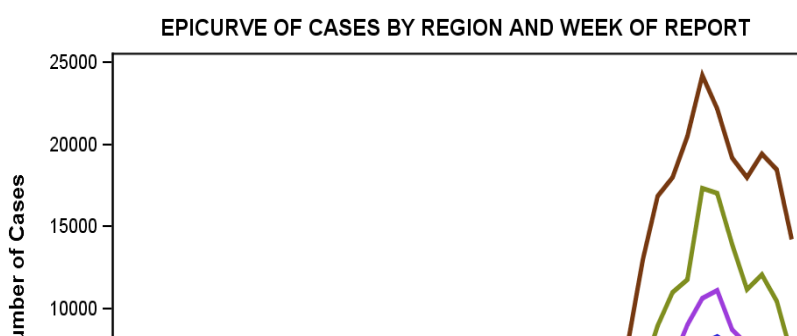 EPICURVE OF CASES BY REGION AND WEEK OF REPORT
25000
20000
15000
10000
umber of Cases